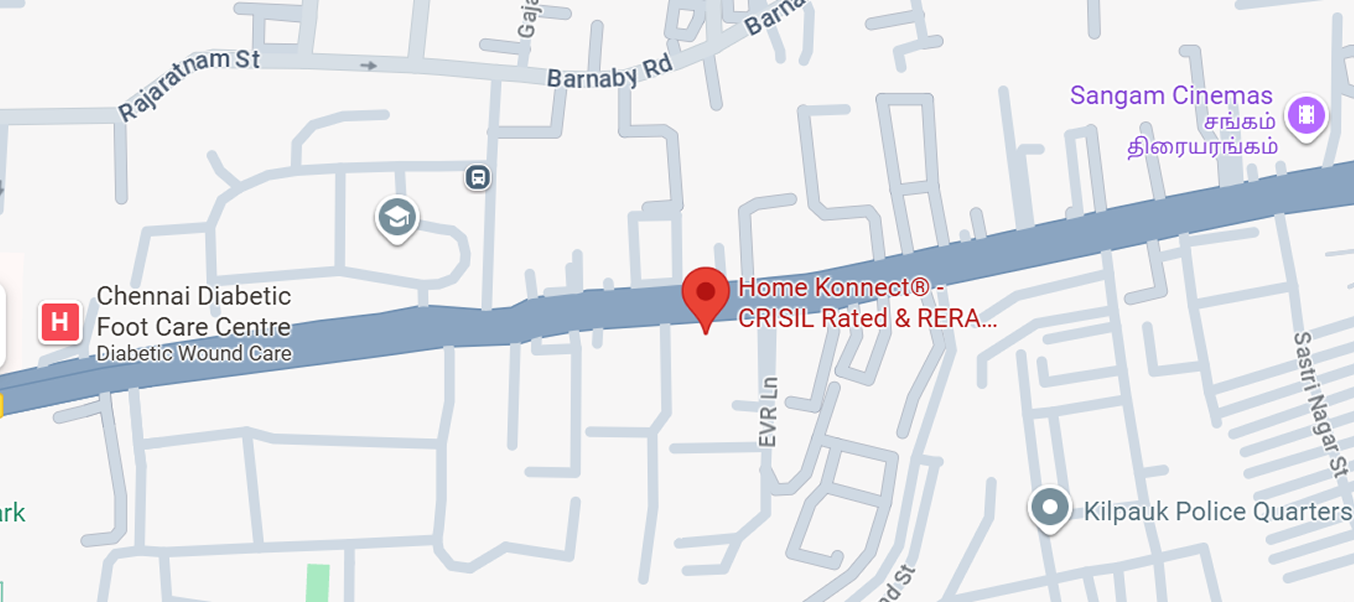 Gaja
Barna
Rajaratnam St
Barnaby Rd
Sangam Cinemas
சங்கம்
திரையரங்கம்
Home Konnect® -
CRISIL Rated & RERA...
H
Chennai Diabetic
Foot Care Centre
Diabetic Wound Care
EVR Ln
Sastri Nagar St
ark
Kilpauk Police Quarters
nd St